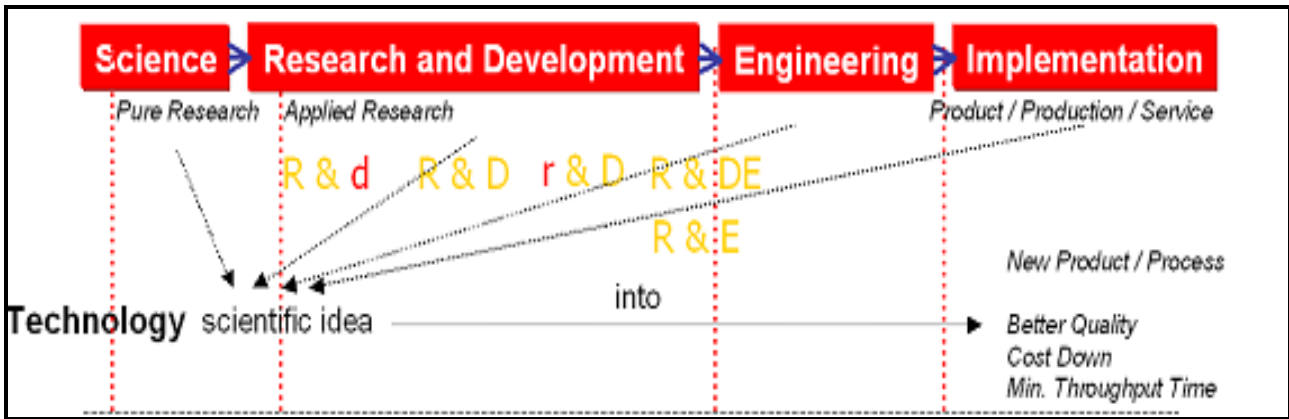 Science > Research and Development > Engineering > Implementation
Pure Research Applied Research Product / Production / Service
R & d R & D r & D R & DE
R & E
New Product / Process
into
Technology scientific idea Better Quality
Cost Down
Min. Throughput Time